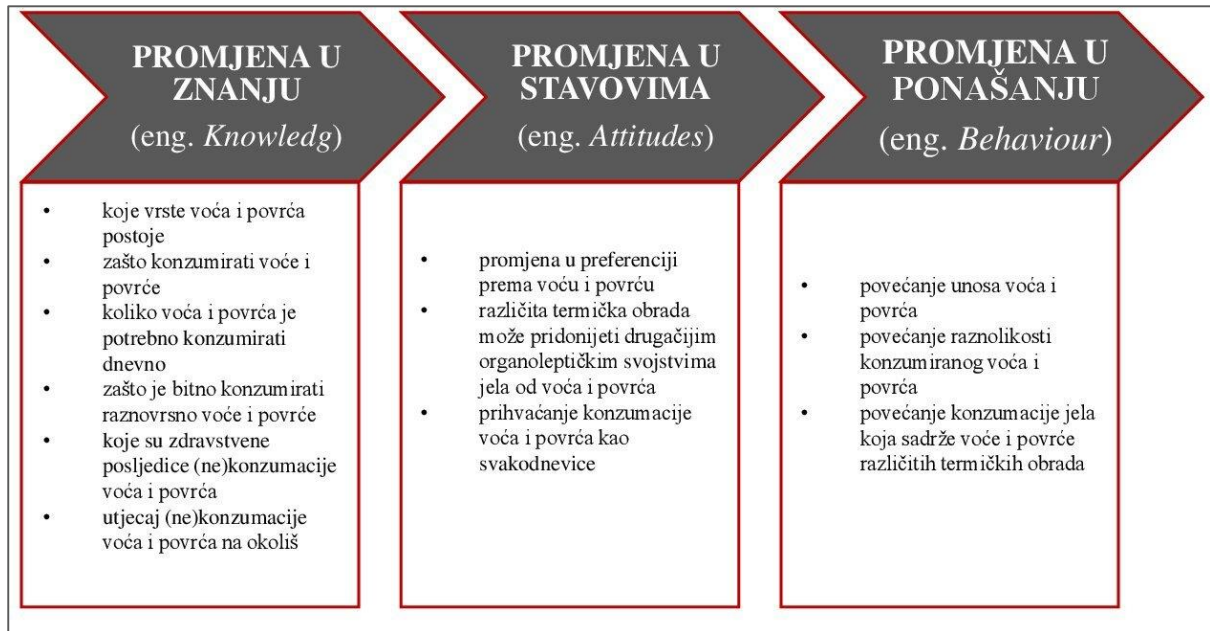 PROMJENA U
ZNANJU
(eng. Knowledg)
• koje vrste voća i povrća
postoje
• zašto konzumirati voće i
povrće
• koliko voća i povrća je
potrebno konzumirati
dnevno
• zašto je bitno konzumirati
raznovrsno voće i povrće
• koje su zdravstvene
posljedice (ne)konzumacije
voća i povrća
• utjecaj (ne)konzumacije
voća i povrća na okoliš
PROMJENA U
STAVOVIMA
(eng. Attitudes)
• promjena u preferenciji
prema voću i povrću
• različita termička obrada
može pridonijeti drugačijim
organoleptičkim svojstvima
jela od voća i povrća
• prihvaćanje konzumacije
voća i povrća kao
svakodnevice
PROMJENA U
PONAŠANJU
(eng. Behaviour)
• povećanje unosa voća i
povrća
• povećanje raznolikosti
konzumiranog voća i
povrća
• povećanje konzumacije jela
koja sadrže voće i povrće
različitih termičkih obrada